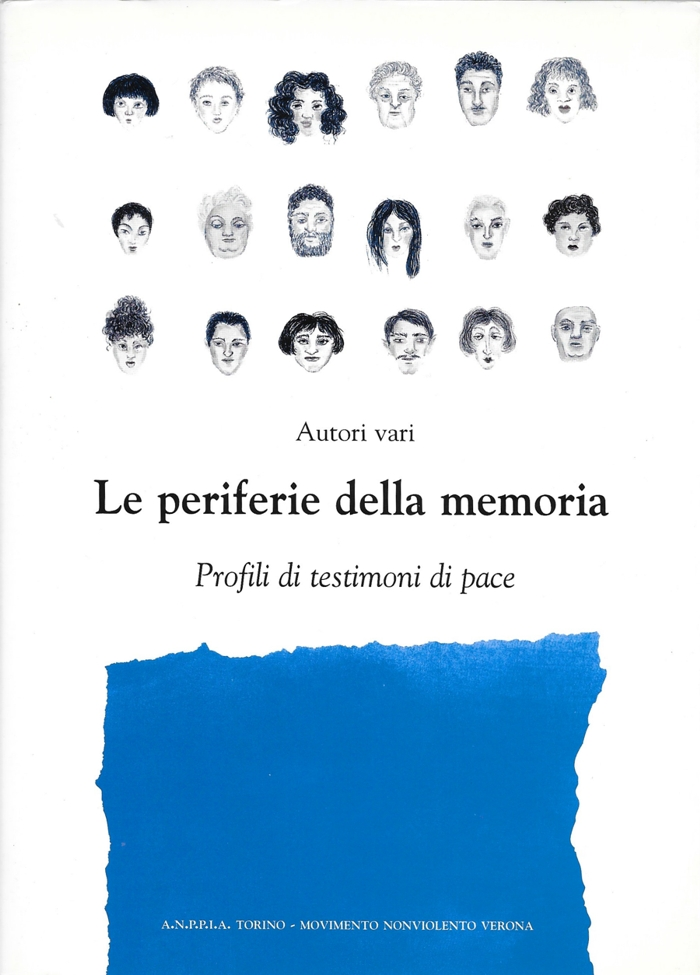 Autori vari
Le periferie della memoria
Profili di testimoni di pace
A.N.P.P.I.A. TORINO - MOVIMENTO NONVIOLENTO VERONA